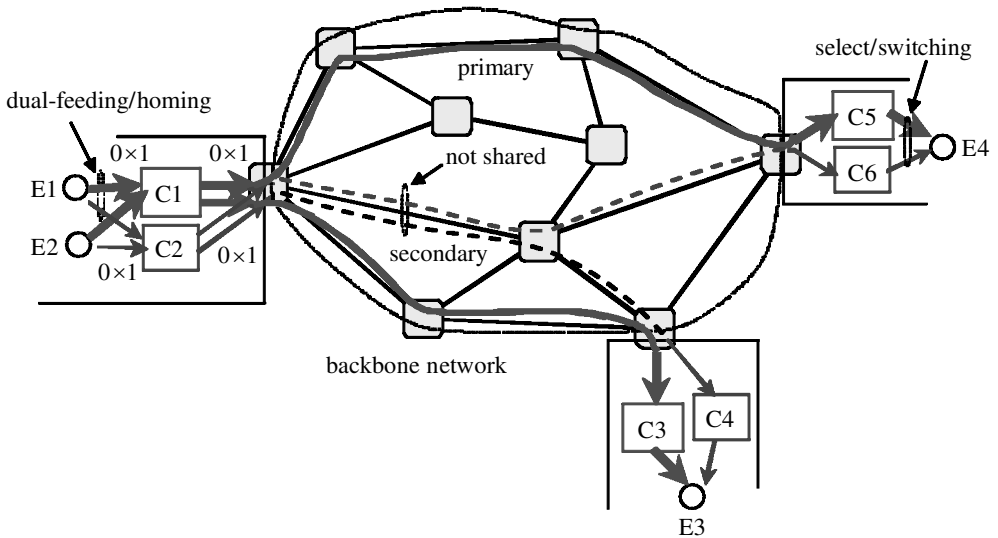 select/switching
primary
dual-feeding/homing
C5
0×1
0×1
E4
not shared
E1
C1
C6
E2
C2
secondary
0×1
0×1
backbone network
C3
C4
E3